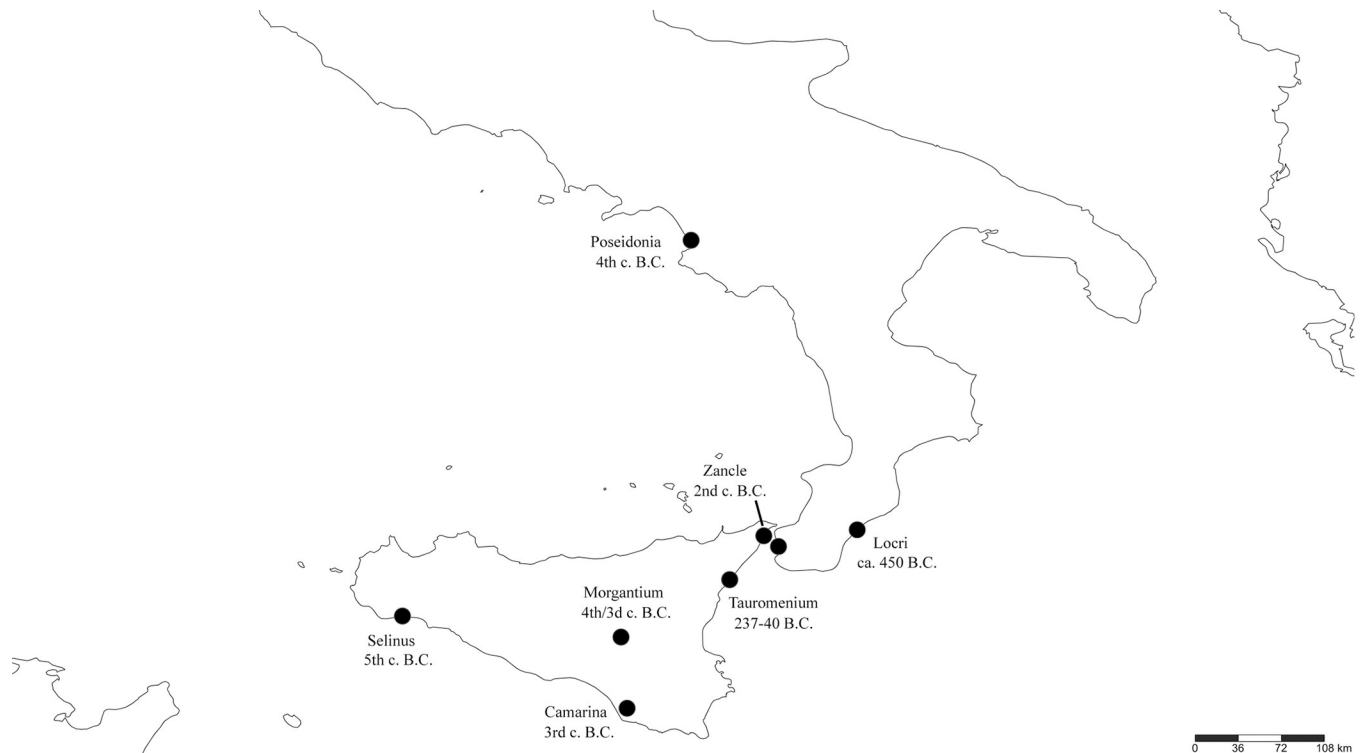 Poseidonia
4th c. B.C.
Zancle
2nd c. B.C.
Locri
ca. 450 B.C.
Morgantium
4th/3d c. B.C.
Tauromenium
237-40 B.C.
Selinus
5th c. B.C.
Camarina
3rd c. B.C.
0 36 72 108 km